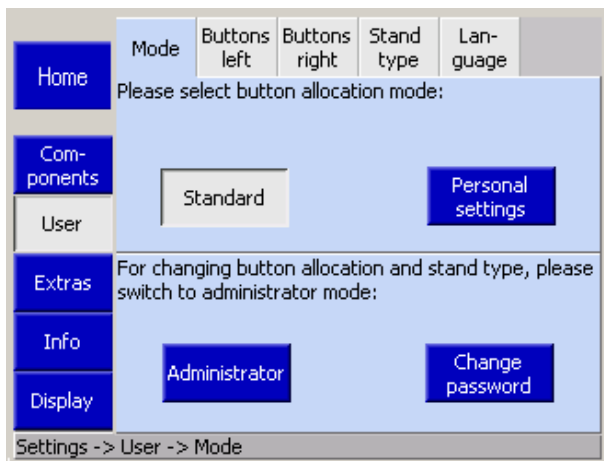 Mode
Buttons
left
Buttons
right
Stand
type
Lan-
guage
Home
Please select button allocation mode:
Com-
ponents
Standard
Personal
settings
User
For changing button allocation and stand type, please
switch to administrator mode:
Extras
Info
Administrator
Change
password
Display
Settings -> User -> Mode